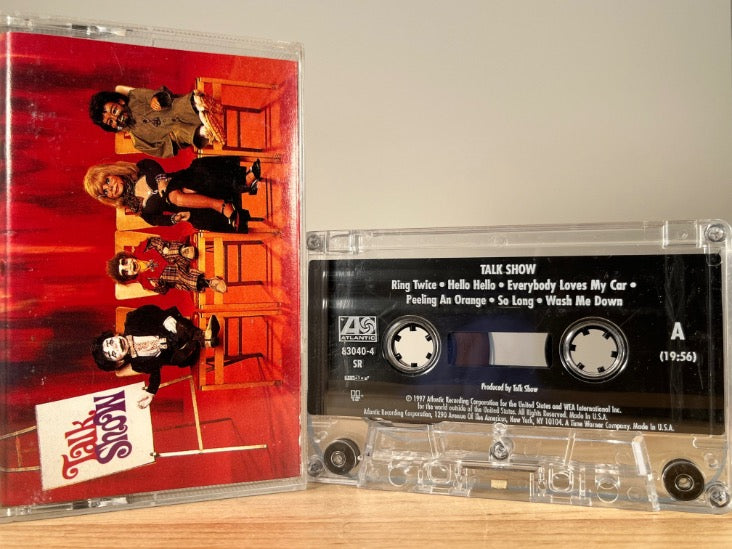 Talk
Show
TALK SHOW
Ring Twice • Hello Hello • Everybody Loves My Car •
Peeling An Orange • So Long • Wash Me Down
ATLANTIC
83040-4
SR
A
(19:56)
Produced by Talk Show
© 1997 Atlantic Recording Corporation for the United States and WEA International Inc.
for the world outside of the United States. All Rights Reserved. Made in U.S.A.
Atlantic Recording Corporation, 1290 Avenue Of The Americas, New York, NY 10104. A Time Warner Company. Made in U.S.A.